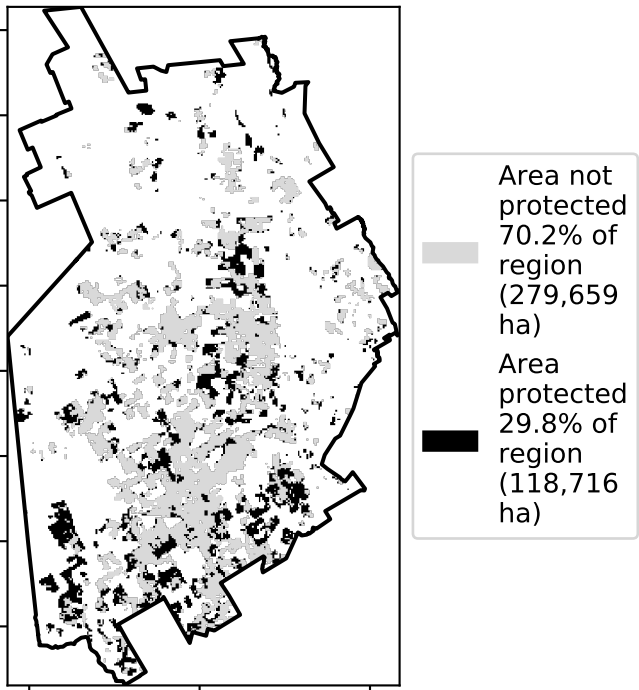 Area not
protected
70.2% of
region
(279,659
ha)
Area
protected
29.8% of
region
(118,716
ha)